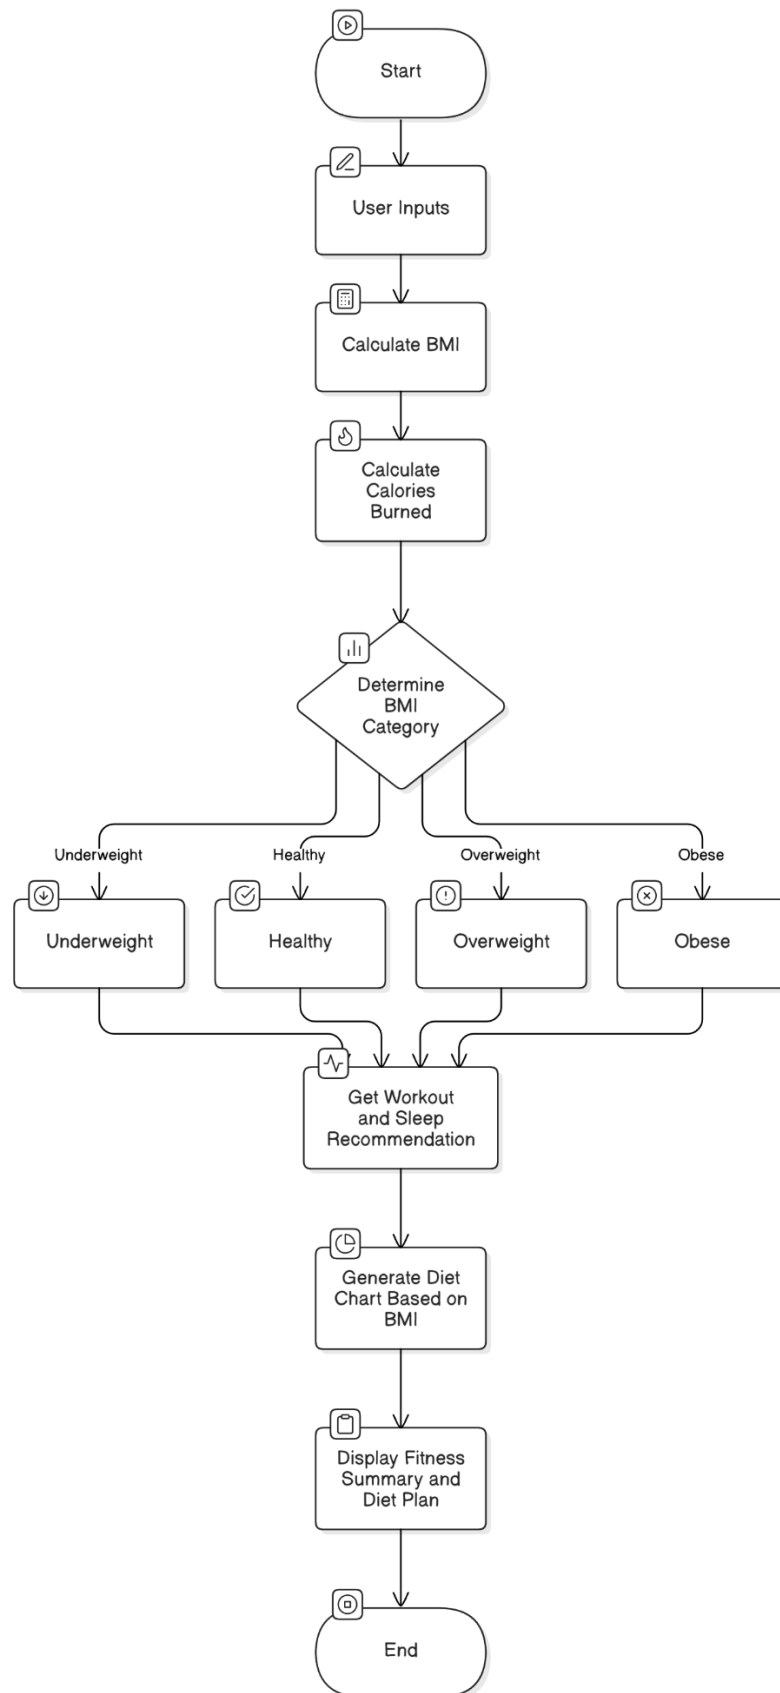 Start
User Inputs
Calculate BMI
Calculate
Calories
Burned
Determine
BMI
Category
Underweight
Healthy
Overweight
Obese
Underweight
Healthy
Overweight
Obese
Get Workout
and Sleep
Recommendation
Generate Diet
Chart Based on
BMI
Display Fitness
Summary and
Diet Plan
End